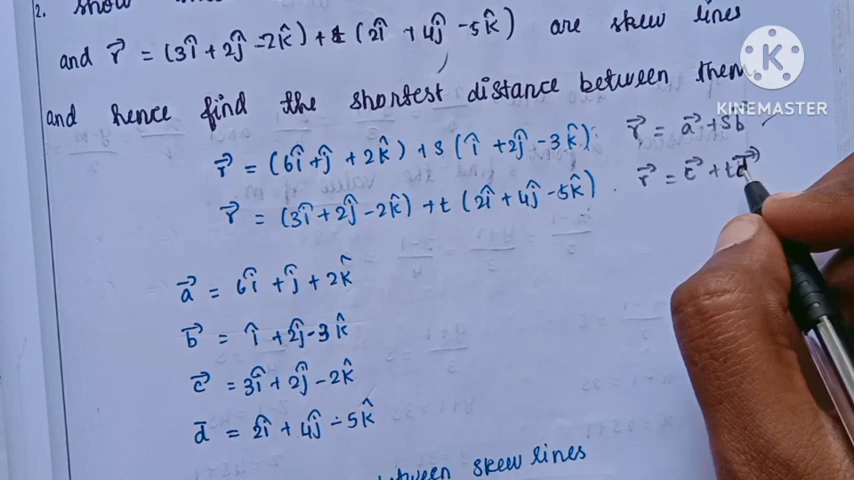 2. show
and r⃗ = (3î + 2ĵ - 2k̂) + t (2î + 4ĵ - 5k̂) are skew lines
and hence find the shortest distance between them
KINEMASTER
r⃗ = (6î + ĵ + 2k̂) + s (î + 2ĵ - 3k̂) r⃗ = a⃗ + sb⃗
r⃗ = (3î + 2ĵ - 2k̂) + t (2î + 4ĵ - 5k̂) r⃗ = c⃗ + td⃗
a⃗ = 6î + ĵ + 2k̂
b⃗ = î + 2ĵ - 3k̂
c⃗ = 3î + 2ĵ - 2k̂
d⃗ = 2î + 4ĵ - 5k̂
between skew lines